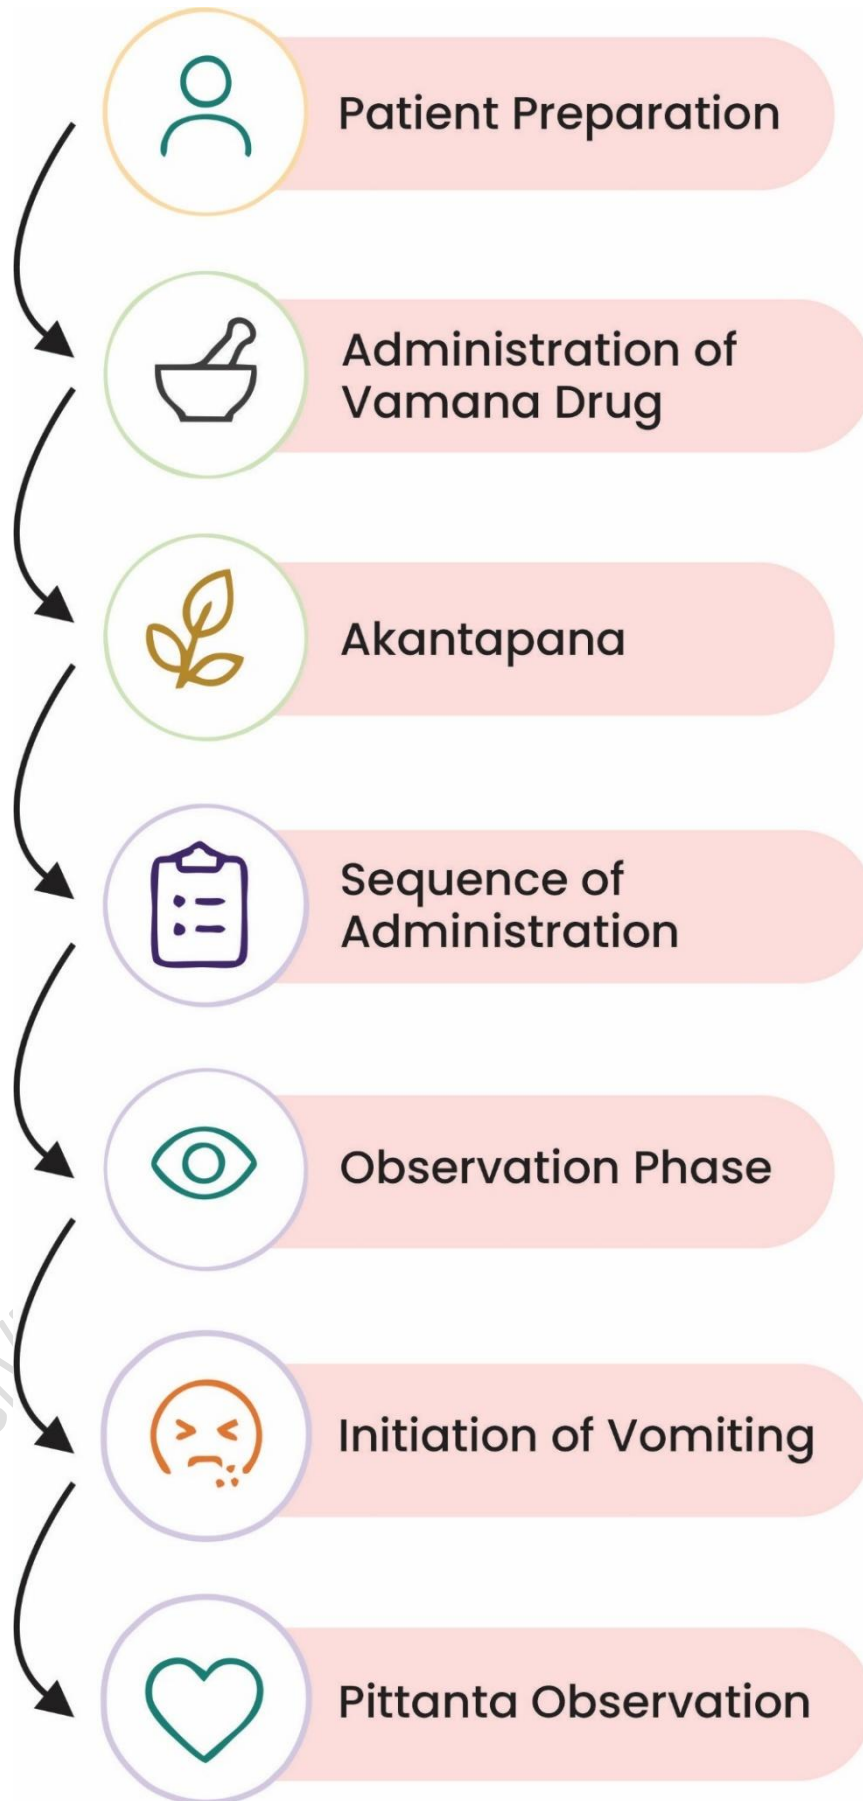 Patient Preparation
Administration of
Vamana Drug
Akantapana
Sequence of
Administration
Observation Phase
Initiation of Vomiting
Pittanta Observation